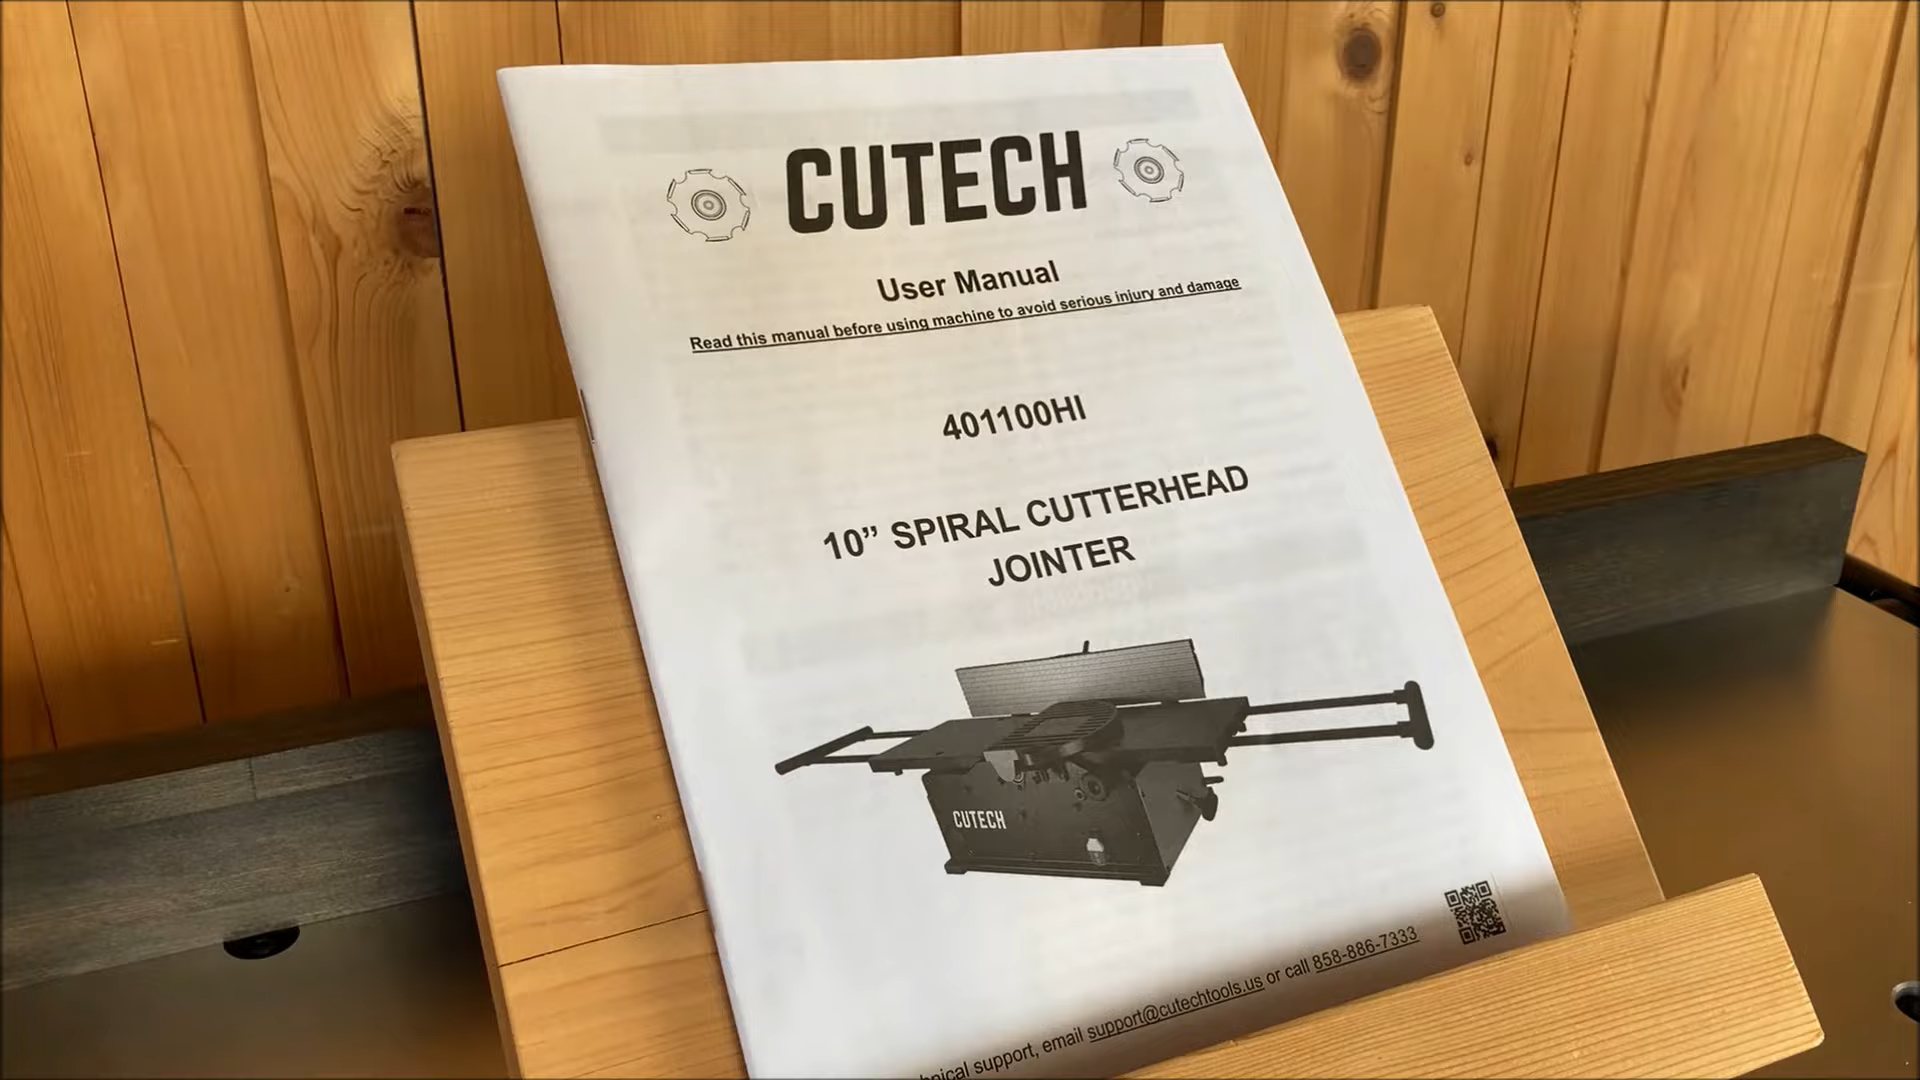 CUTECH
User Manual
Read this manual before using machine to avoid serious injury and damage
401100HI
10” SPIRAL CUTTERHEAD
JOINTER
CUTECH
support, email support@cutechtools.us or call 858-886-7333